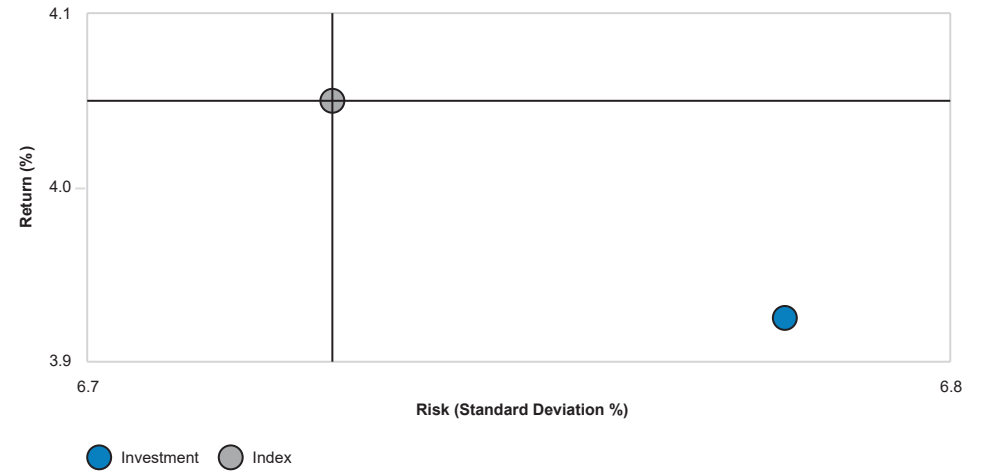 4.1
4.0
3.9
Return (%)
6.7
6.8
Risk (Standard Deviation %)
Investment
Index